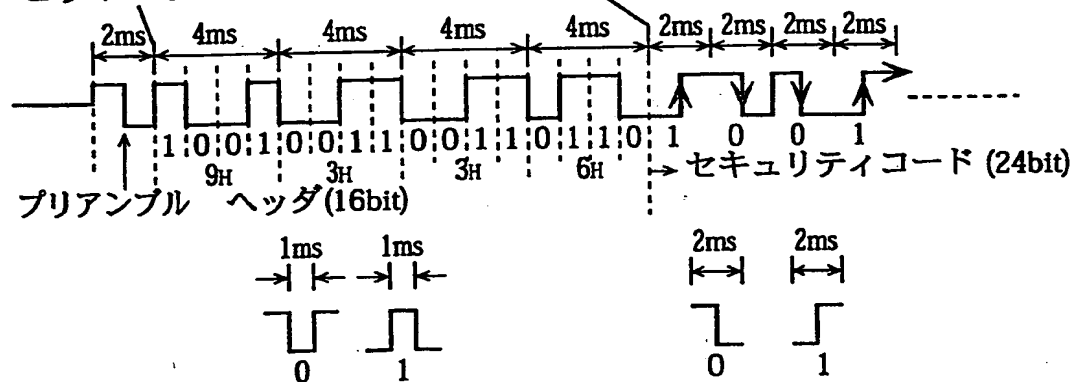 2ms 4ms 4ms 4ms 4ms 2ms 2ms 2ms 2ms
1 0 0 1 0 0 1 1 0 0 1 1 0 1 1 0 1 0 0 1
9H 3H 3H 6H セキュリティコード (24bit)
プリアンブル ヘッダ(16bit)
1ms 1ms 2ms 2ms
0 1 0 1